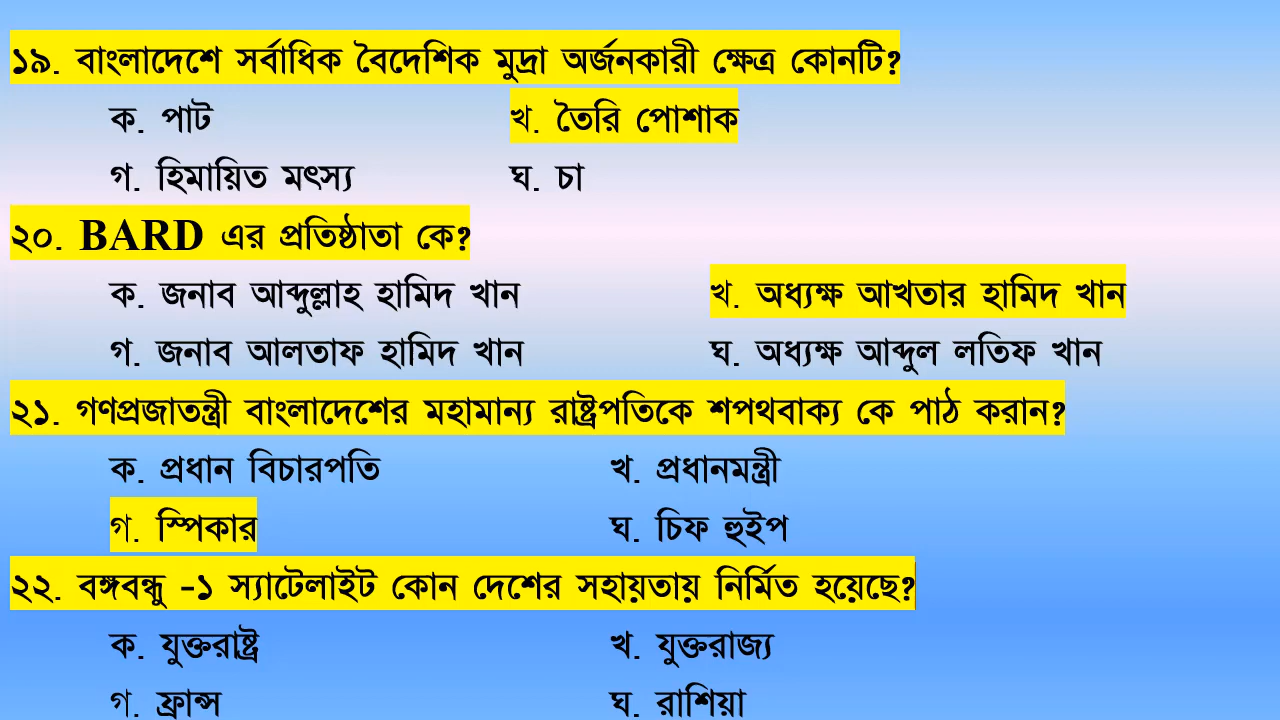 ১৯. বাংলাদেশে সর্বাধিক বৈদেশিক মুদ্রা অর্জনকারী ক্ষেত্র কোনটি?
ক. পাট খ. তৈরি পোশাক
গ. হিমায়িত মৎস্য ঘ. চা
২০. BARD এর প্রতিষ্ঠাতা কে?
ক. জনাব আব্দুল্লাহ হামিদ খান খ. অধ্যক্ষ আখতার হামিদ খান
গ. জনাব আলতাফ হামিদ খান ঘ. অধ্যক্ষ আব্দুল লতিফ খান
২১. গণপ্রজাতন্ত্রী বাংলাদেশের মহামান্য রাষ্ট্রপতিকে শপথবাক্য কে পাঠ করান?
ক. প্রধান বিচারপতি খ. প্রধানমন্ত্রী
গ. স্পিকার ঘ. চিফ হুইপ
২২. বঙ্গবন্ধু -১ স্যাটেলাইট কোন দেশের সহায়তায় নির্মিত হয়েছে?
ক. যুক্তরাষ্ট্র খ. যুক্তরাজ্য
গ. ফ্রান্স ঘ. রাশিয়া